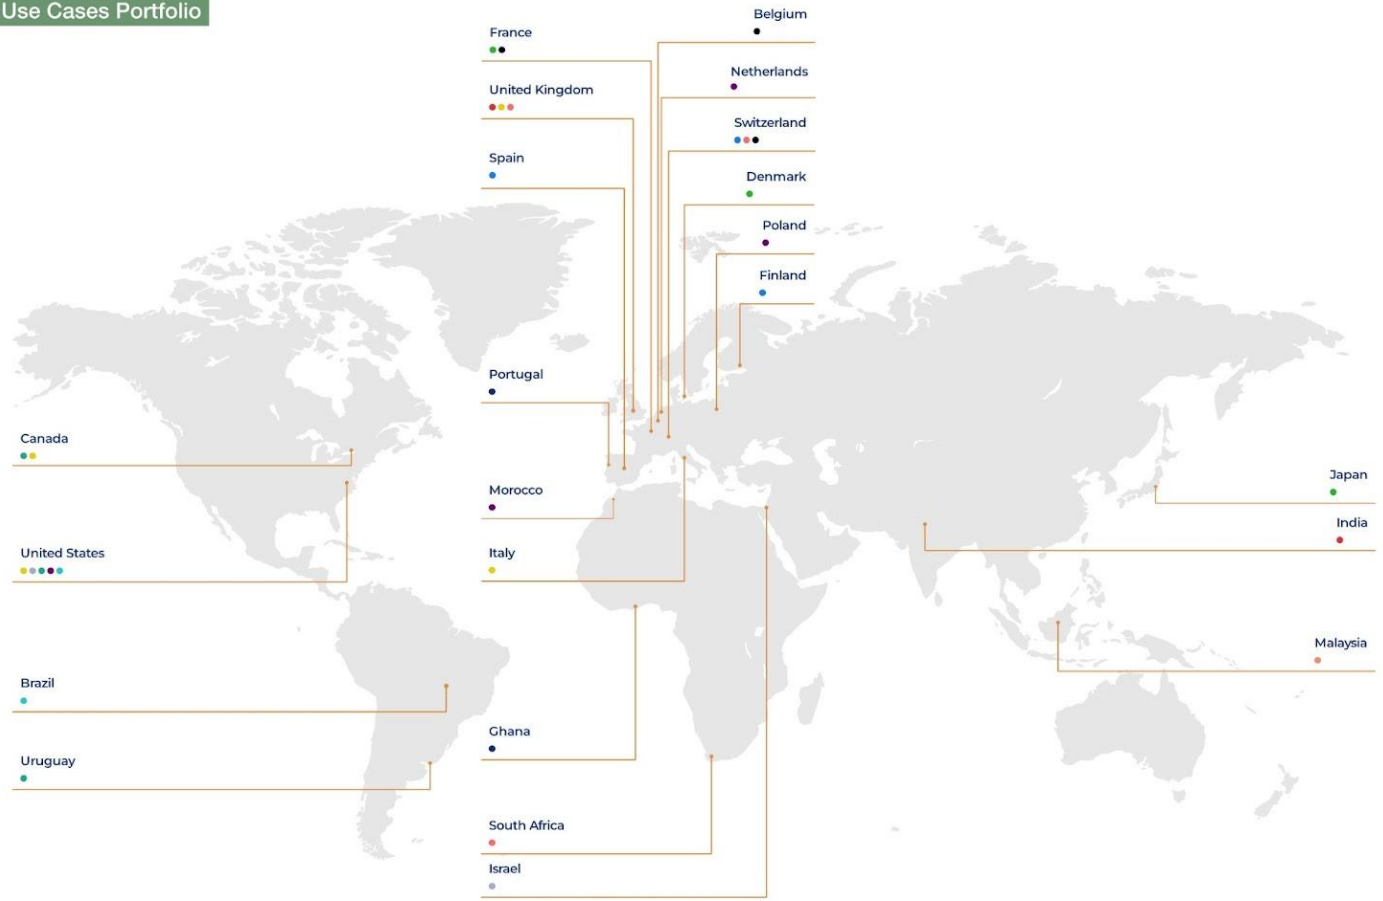 Use Cases Portfolio
Belgium
France
Netherlands
United Kingdom
Switzerland
Spain
Denmark
Poland
Finland
Portugal
Canada
Japan
Morocco
India
United States
Italy
Malaysia
Brazil
Ghana
Uruguay
South Africa
Israel